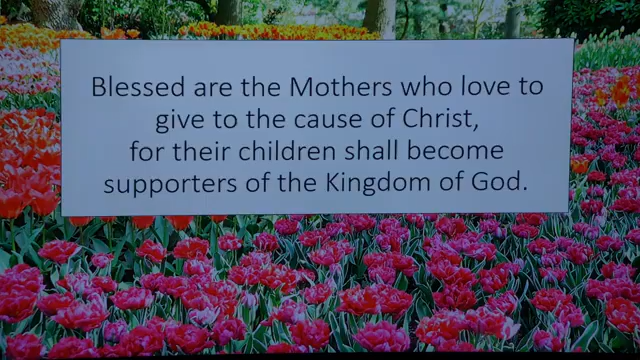 Blessed are the Mothers who love to
give to the cause of Christ,
for their children shall become
supporters of the Kingdom of God.